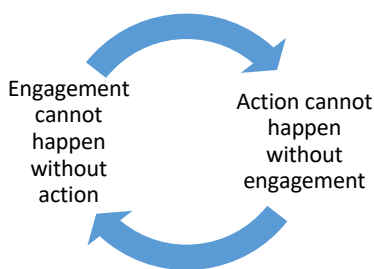 Engagement
cannot
happen
without
action
Action cannot
happen
without
engagement